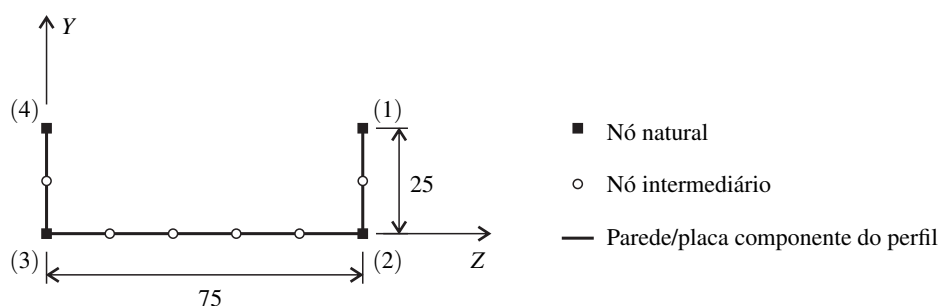 Y
(4)
(1)
25
(3)
(2)
Z
75
Nó natural
Nó intermediário
Parede/placa componente do perfil